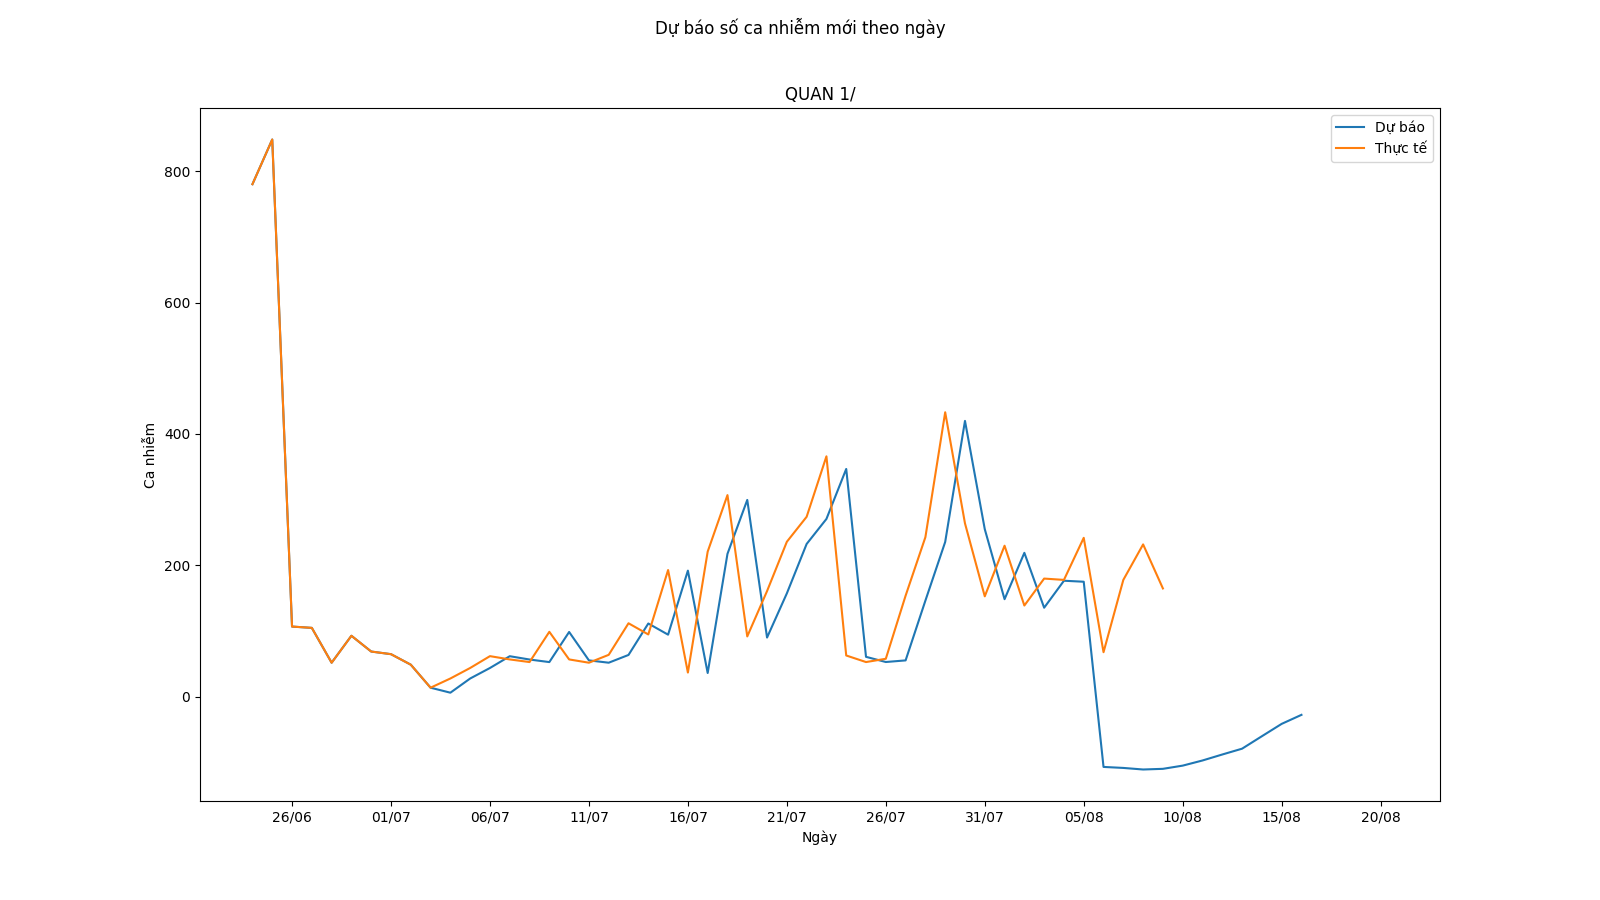 Dự báo số ca nhiễm mới theo ngày
QUAN 1/
Dự báo
Thực tế
800
600
400
200
0
Ca nhiễm
26/06 01/07 06/07 11/07 16/07 21/07 26/07 31/07 05/08 10/08 15/08 20/08
Ngày